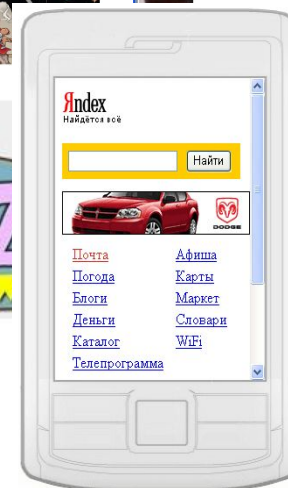 Яndex
Найдётся всё
Найти
DODGE
Почта Афиша
Погода Карты
Блоги Маркет
Деньги Словари
Каталог WiFi
Телепрограмма